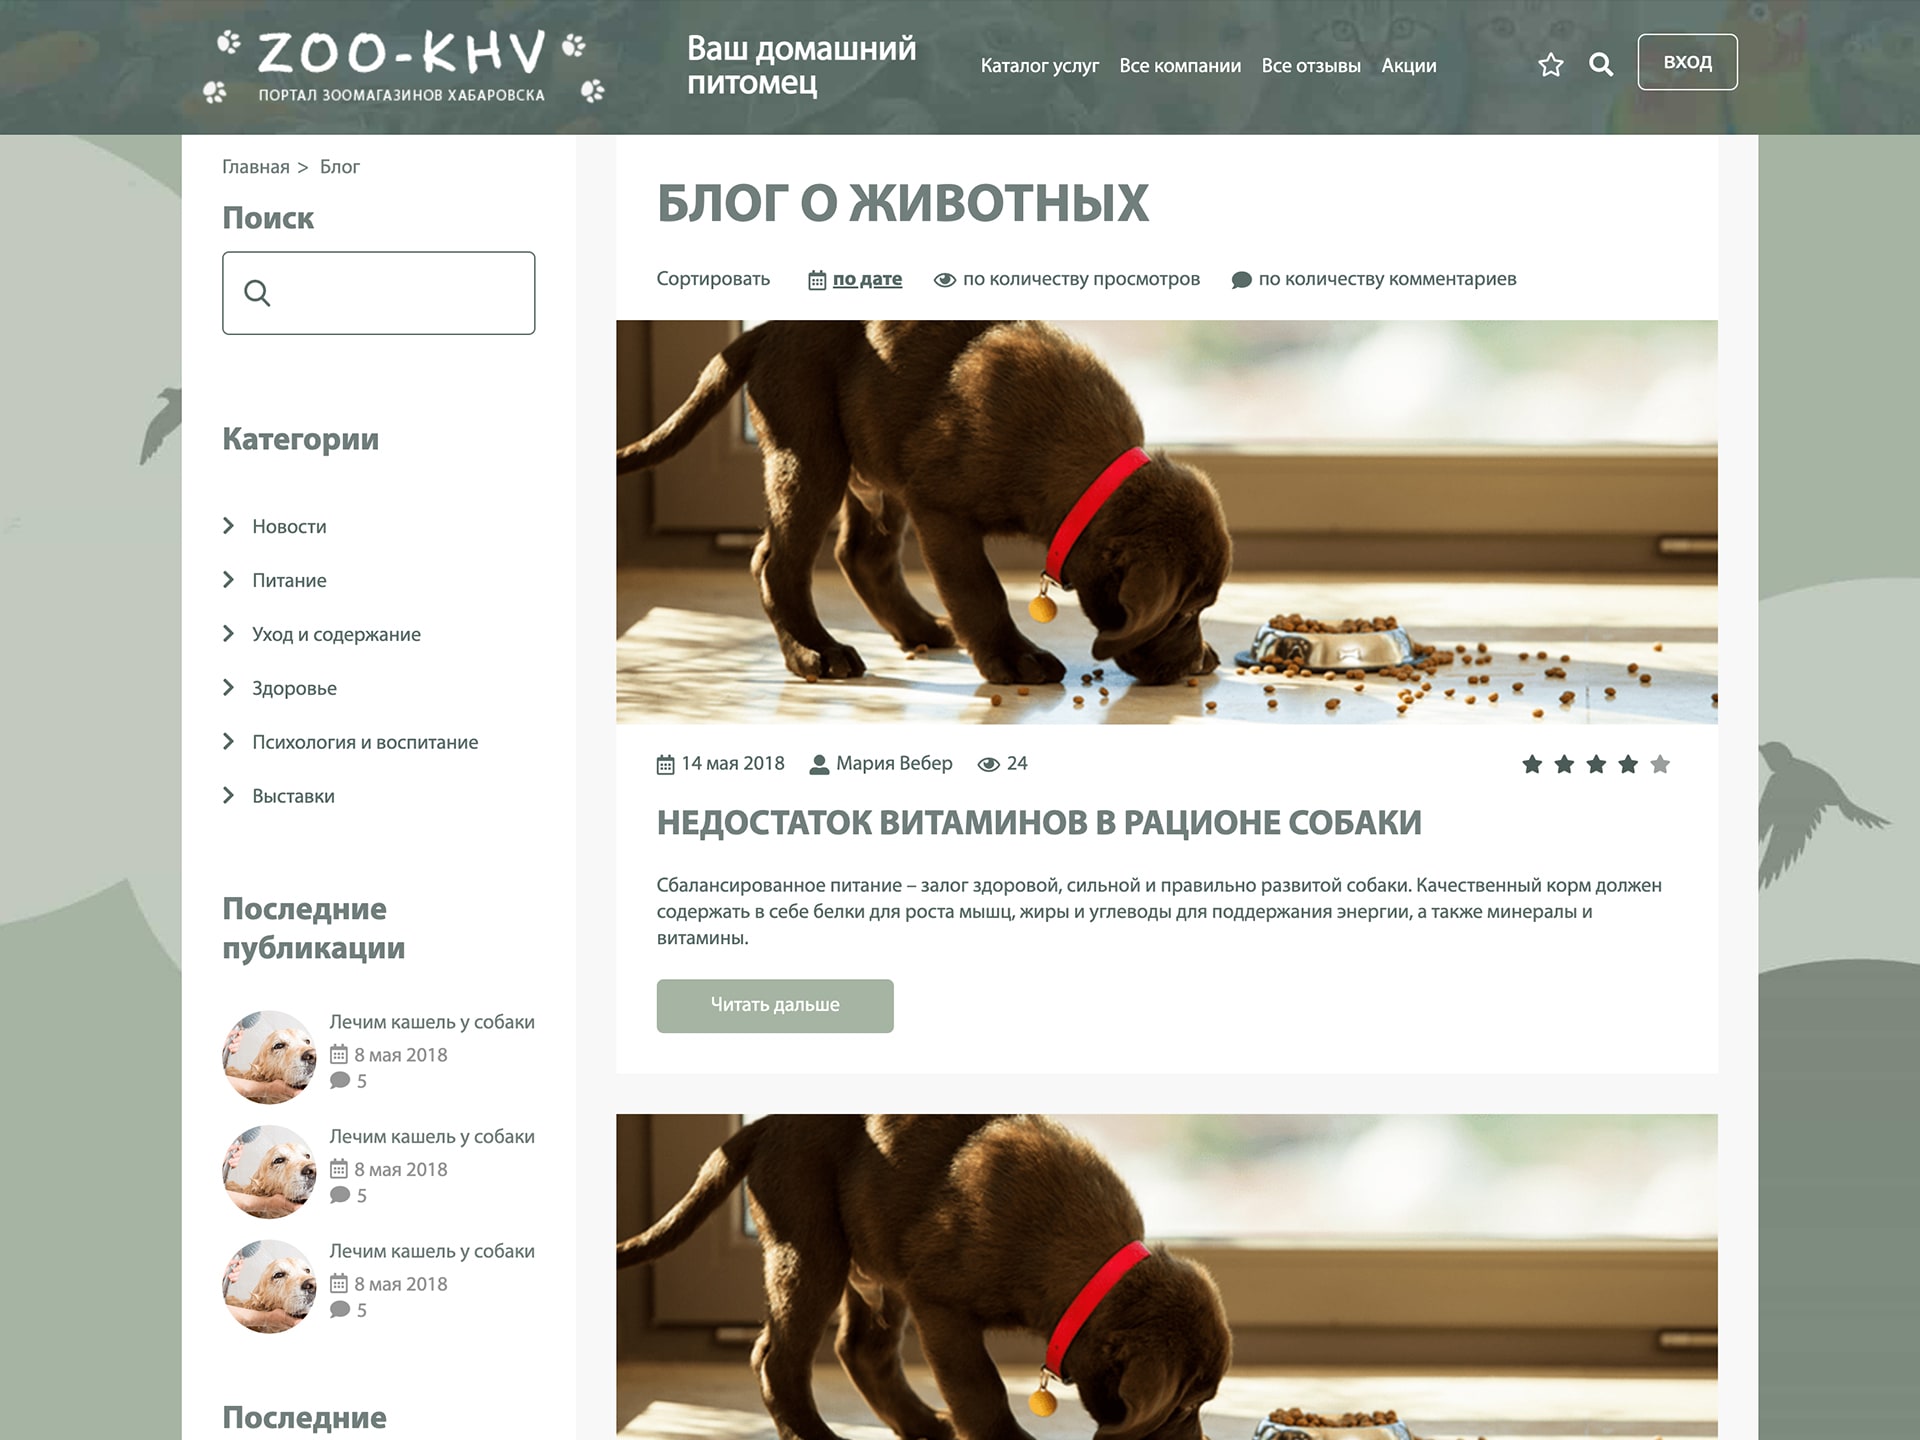 ZOO-KHV
ПОРТАЛ ЗООМАГАЗИНОВ ХАБАРОВСКА
Ваш домашний
питомец
Каталог услуг Все компании Все отзывы Акции
ВХОД
Главная > Блог
Поиск
Категории
Новости
Питание
Уход и содержание
Здоровье
Психология и воспитание
Выставки
Последние
публикации
Лечим кашель у собаки
8 мая 2018
5
Лечим кашель у собаки
8 мая 2018
5
Лечим кашель у собаки
8 мая 2018
5
Последние
БЛОГ О ЖИВОТНЫХ
Сортировать по дате по количеству просмотров по количеству комментариев
14 мая 2018 Мария Вебер 24
НЕДОСТАТОК ВИТАМИНОВ В РАЦИОНЕ СОБАКИ
Сбалансированное питание – залог здоровой, сильной и правильно развитой собаки. Качественный корм должен
содержать в себе белки для роста мышц, жиры и углеводы для поддержания энергии, а также минералы и
витамины.
Читать дальше